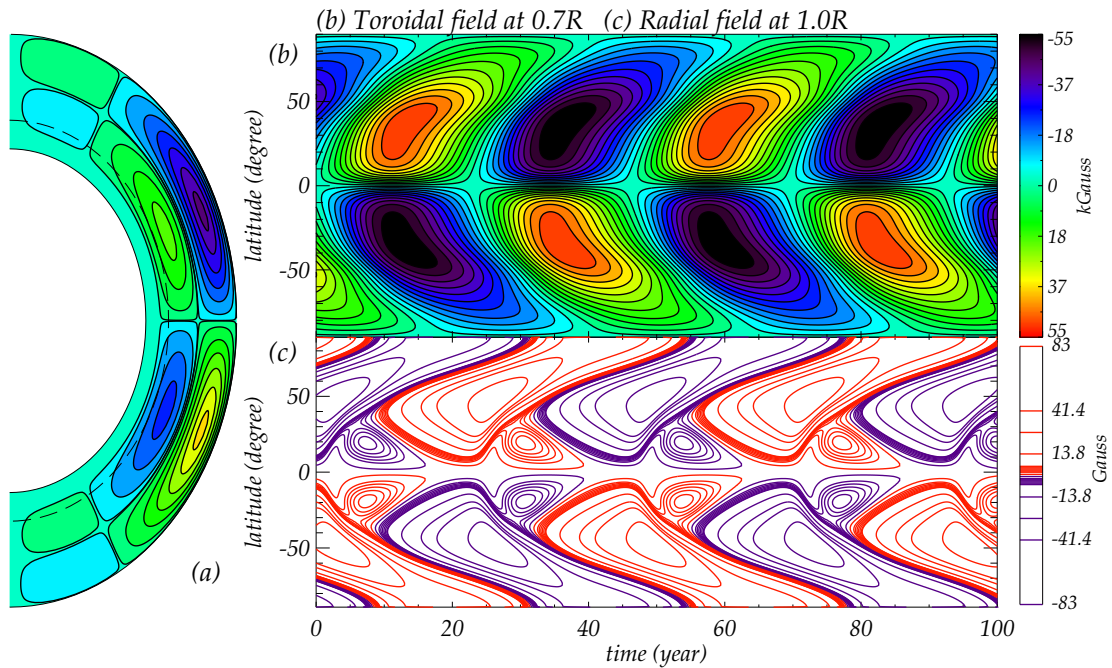 (b) Toroidal field at 0.7R (c) Radial field at 1.0R
(b)
latitude (degree)
50
0
-50
-55
-37
-18
0
18
37
55
kGauss
(c)
latitude (degree)
50
0
-50
83
41.4
13.8
-13.8
-41.4
-83
Gauss
(a)
0 20 40 60 80 100
time (year)